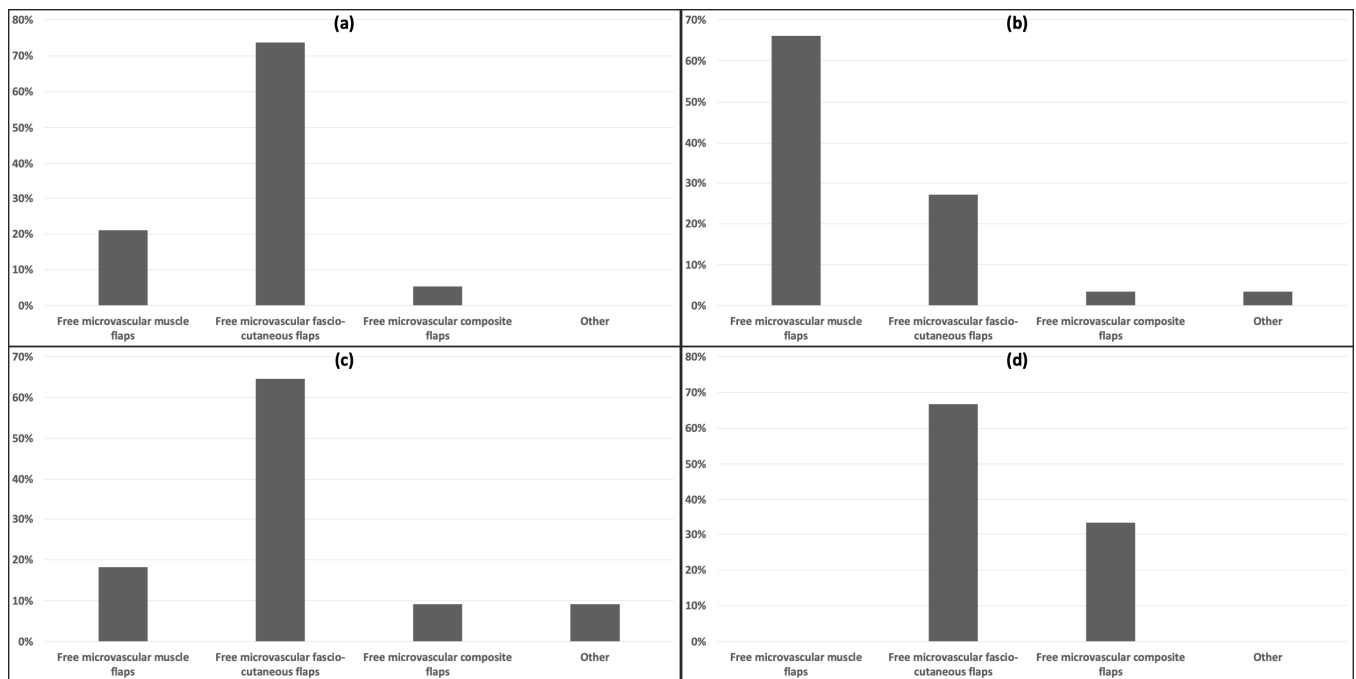 (a)
80%
70%
60%
50%
40%
30%
20%
10%
0%
Free microvascular muscle
flaps
Free microvascular fascio-
cutaneous flaps
Free microvascular composite
flaps
Other
(b)
70%
60%
50%
40%
30%
20%
10%
0%
Free microvascular muscle
flaps
Free microvascular fascio-
cutaneous flaps
Free microvascular composite
flaps
Other
(c)
70%
60%
50%
40%
30%
20%
10%
0%
Free microvascular muscle
flaps
Free microvascular fascio-
cutaneous flaps
Free microvascular composite
flaps
Other
(d)
80%
70%
60%
50%
40%
30%
20%
10%
0%
Free microvascular muscle
flaps
Free microvascular fascio-
cutaneous flaps
Free microvascular composite
flaps
Other